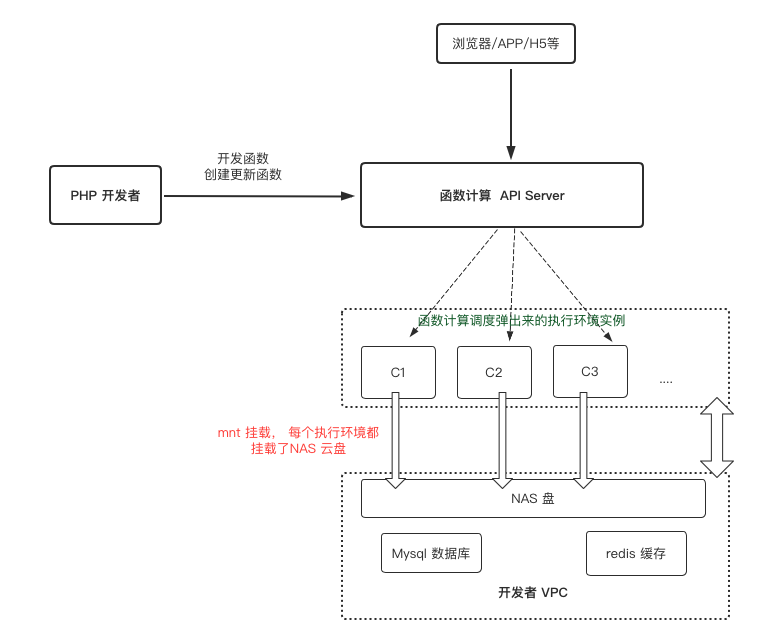 浏览器/APP/H5等
开发函数
创建更新函数
PHP 开发者
函数计算 API Server
函数计算调度弹出来的执行环境实例
C1
C2
C3
....
mnt 挂载， 每个执行环境都
挂载了NAS 云盘
NAS 盘
Mysql 数据库
redis 缓存
开发者 VPC